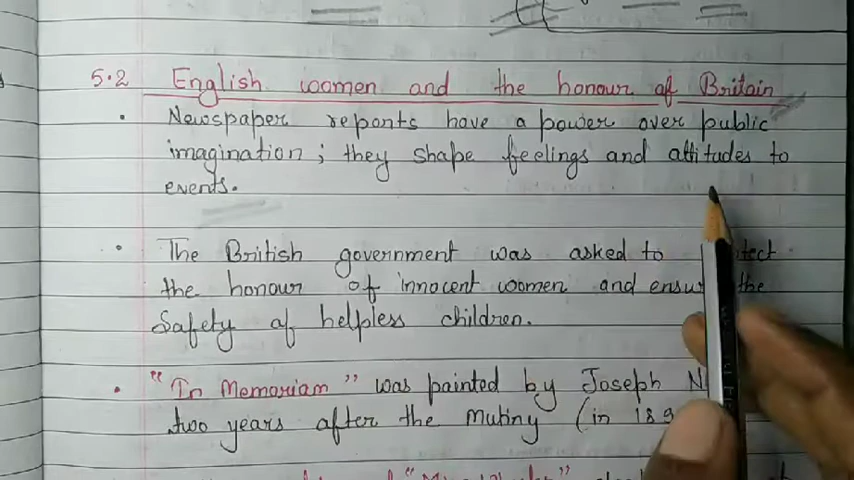 5.2 English women and the honour of Britain
• Newspaper reports have a power over public
imagination ; they shape feelings and attitudes to
events.
• The British government was asked to
the honour of innocent women and the
Safety of helpless children.
• "In Memoriam" was painted by Joseph
two years after the Mutiny (in